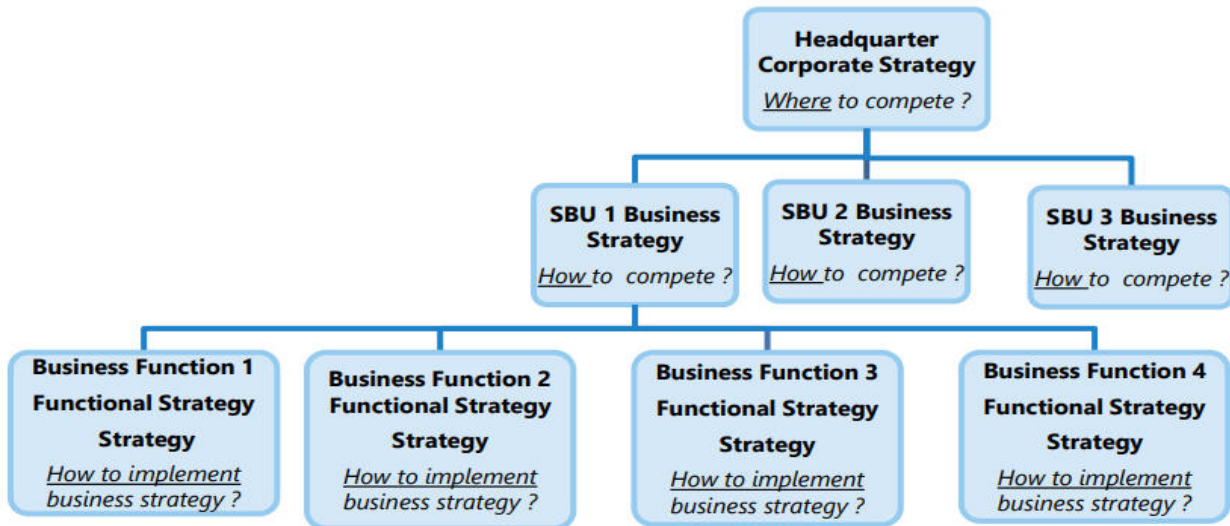 Headquarter
Corporate Strategy
Where to compete ?
SBU 1 Business
Strategy
How to  compete ?
SBU 2 Business
Strategy
How to  compete ?
SBU 3 Business
Strategy
How to  compete ?
Business Function 1
Functional Strategy
Strategy
How to implement
business strategy ?
Business Function 2
Functional Strategy
Strategy
How to implement
business strategy ?
Business Function 3
Functional Strategy
Strategy
How to implement
business strategy ?
Business Function 4
Functional Strategy
Strategy
How to implement
business strategy ?